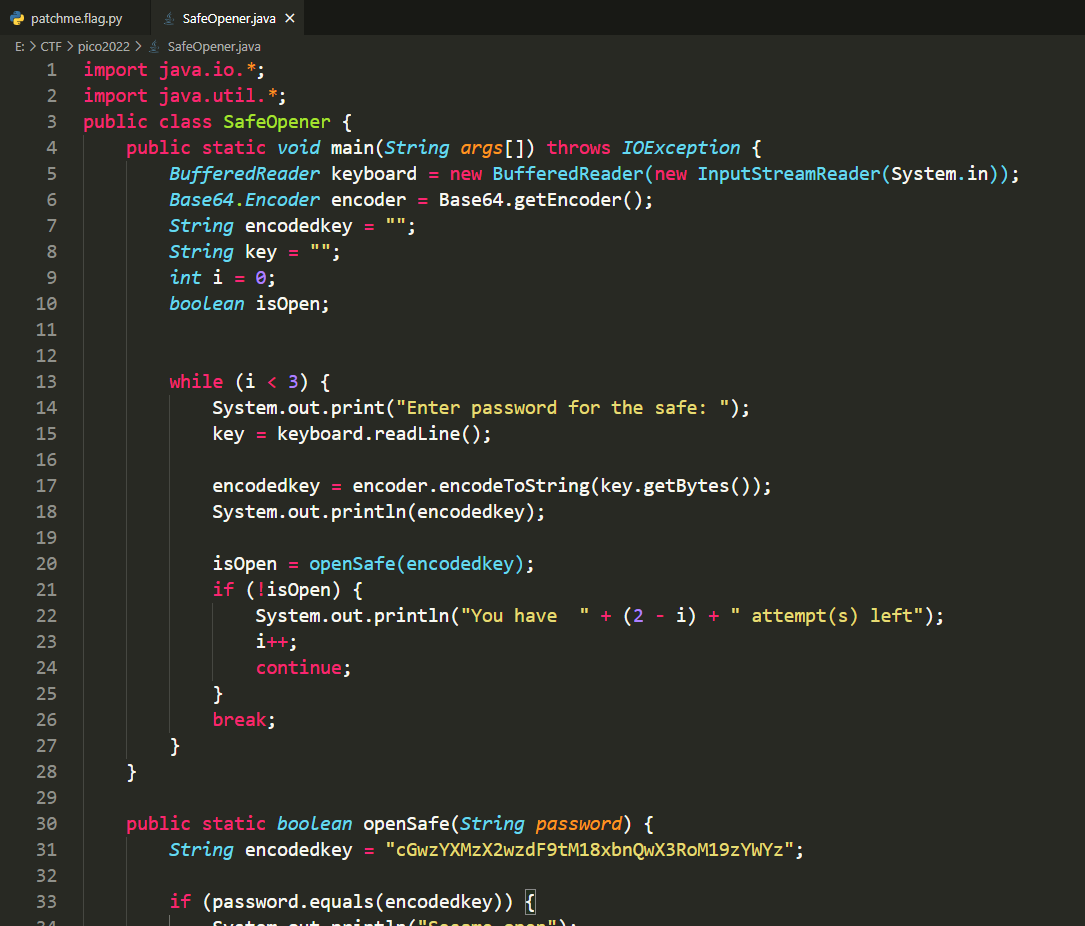 patchme.flag.py SafeOpener.java ×
E: > CTF > pico2022 > SafeOpener.java
1 import java.io.*;
2 import java.util.*;
3 public class SafeOpener {
4     public static void main(String args[]) throws IOException {
5         BufferedReader keyboard = new BufferedReader(new InputStreamReader(System.in));
6         Base64.Encoder encoder = Base64.getEncoder();
7         String encodedkey = "";
8         String key = "";
9         int i = 0;
10         boolean isOpen;
11
12
13         while (i < 3) {
14             System.out.print("Enter password for the safe: ");
15             key = keyboard.readLine();
16
17             encodedkey = encoder.encodeToString(key.getBytes());
18             System.out.println(encodedkey);
19
20             isOpen = openSafe(encodedkey);
21             if (!isOpen) {
22                 System.out.println("You have  " + (2 - i) + " attempt(s) left");
23                 i++;
24                 continue;
25             }
26             break;
27         }
28     }
29
30     public static boolean openSafe(String password) {
31         String encodedkey = "cGwzYXMzX2wzdF9tM18xbnQwX3RoM19zYWYz";
32
33         if (password.equals(encodedkey)) {
34             System.out.println("Sesame open");